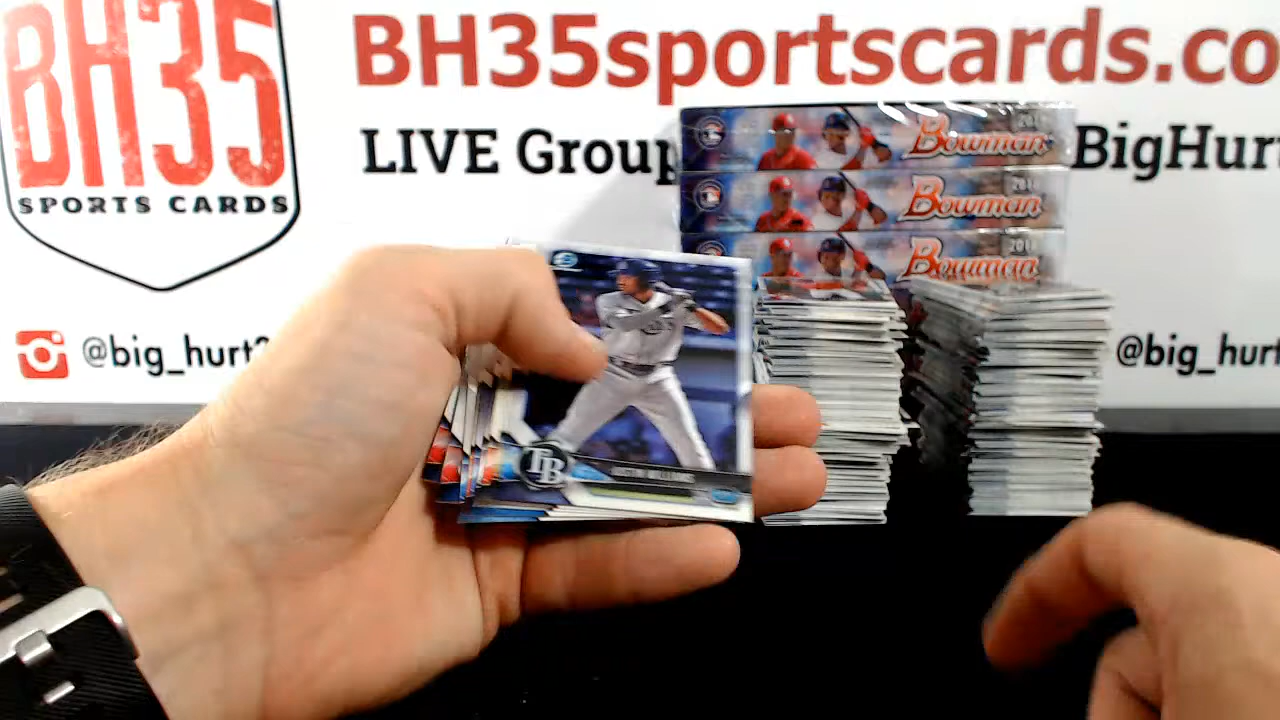 BH35
SPORTS CARDS
BH35sportscards.co
LIVE Group
BigHurt
@big_hurt
@big_hurt
Bowman
Bowman
Bowman
TB